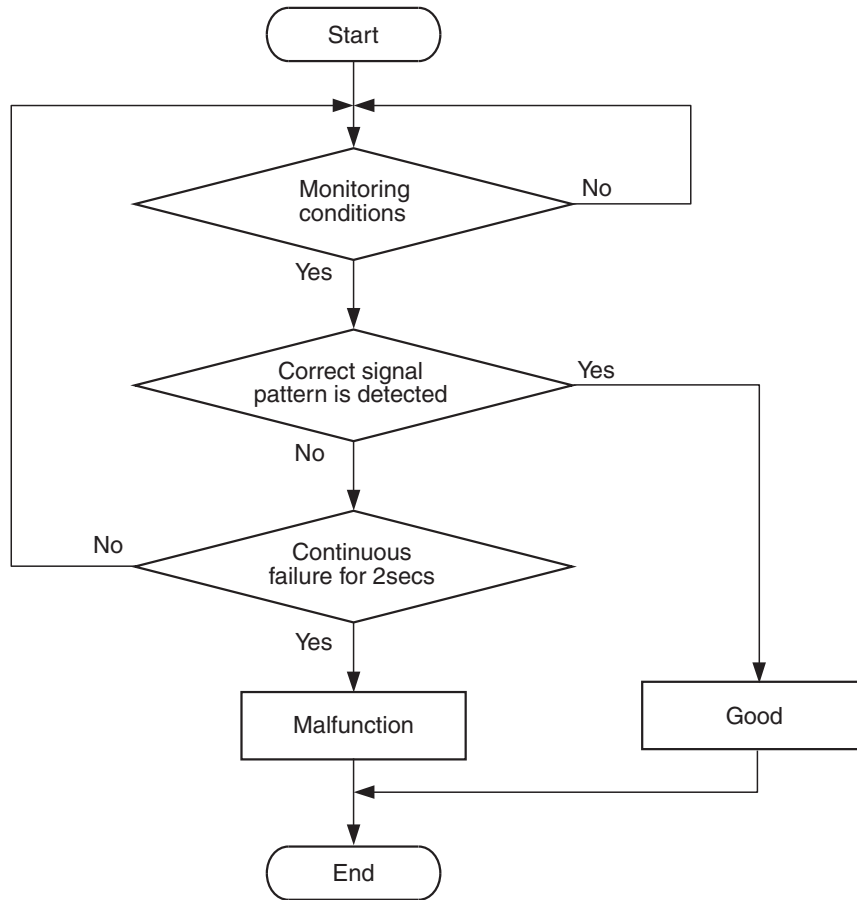 Start
Monitoring
conditions
No
Yes
Correct signal
pattern is detected
Yes
No
Continuous
failure for 2secs
No
Yes
Malfunction
Good
End